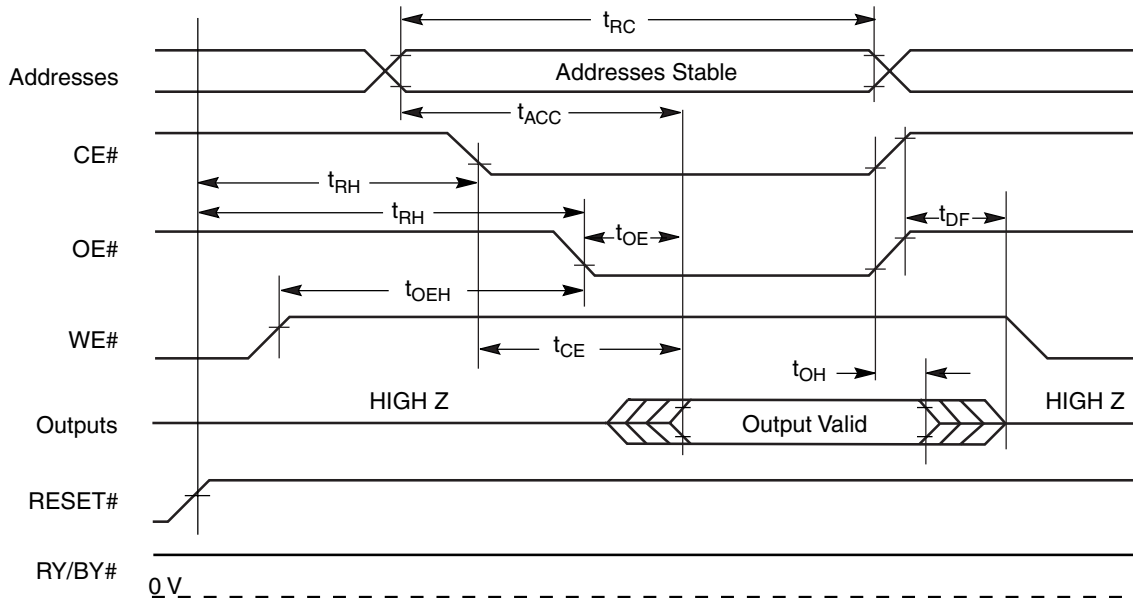 tRC
Addresses
Addresses Stable
tACC
CE#
tRH
tRH
tDF
OE#
tOE
tOEH
WE#
tCE
tOH
HIGH Z
HIGH Z
Outputs
Output Valid
RESET#
RY/BY#
0 V